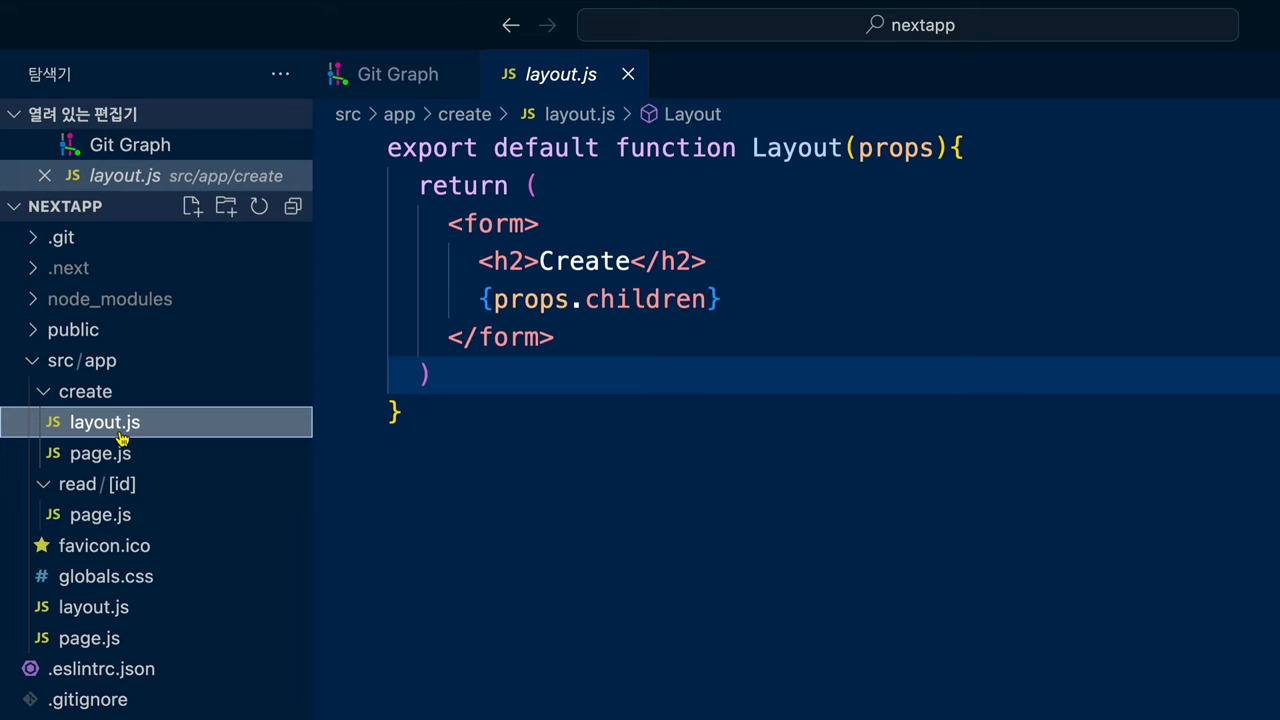 nextapp
탐색기
Git Graph
JS layout.js
열려 있는 편집기
Git Graph
JS layout.js src/app/create
NEXTAPP
.git
.next
node_modules
public
src/app
create
JS layout.js
JS page.js
read/[id]
JS page.js
favicon.ico
# globals.css
JS layout.js
JS page.js
.eslintrc.json
.gitignore
src > app > create > JS layout.js > Layout
export default function Layout(props){
return (
<form>
<h2>Create</h2>
{props.children}
</form>
)
}